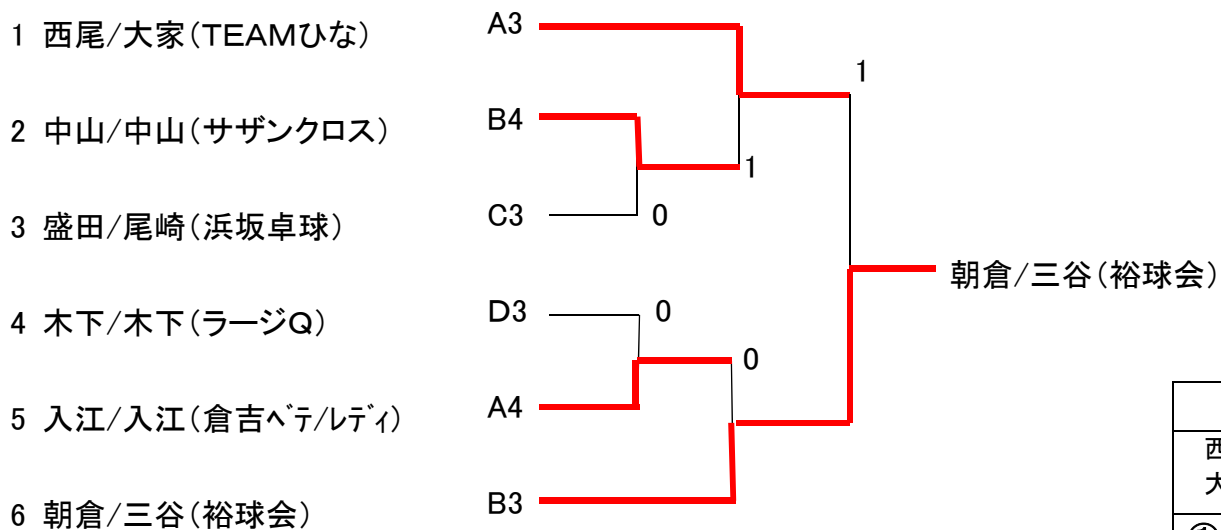 1 西尾/大家(TEAMひな) A3
1
2 中山/中山(サザンクロス) B4
1
3 盛田/尾崎(浜坂卓球) C3 0
朝倉/三谷(裕球会)
4 木下/木下(ラージQ) D3 0
0
5 入江/入江(倉吉ﾍﾞﾃ/ﾚﾃﾞｨ) A4
西
大
6 朝倉/三谷(裕球会) B3
①